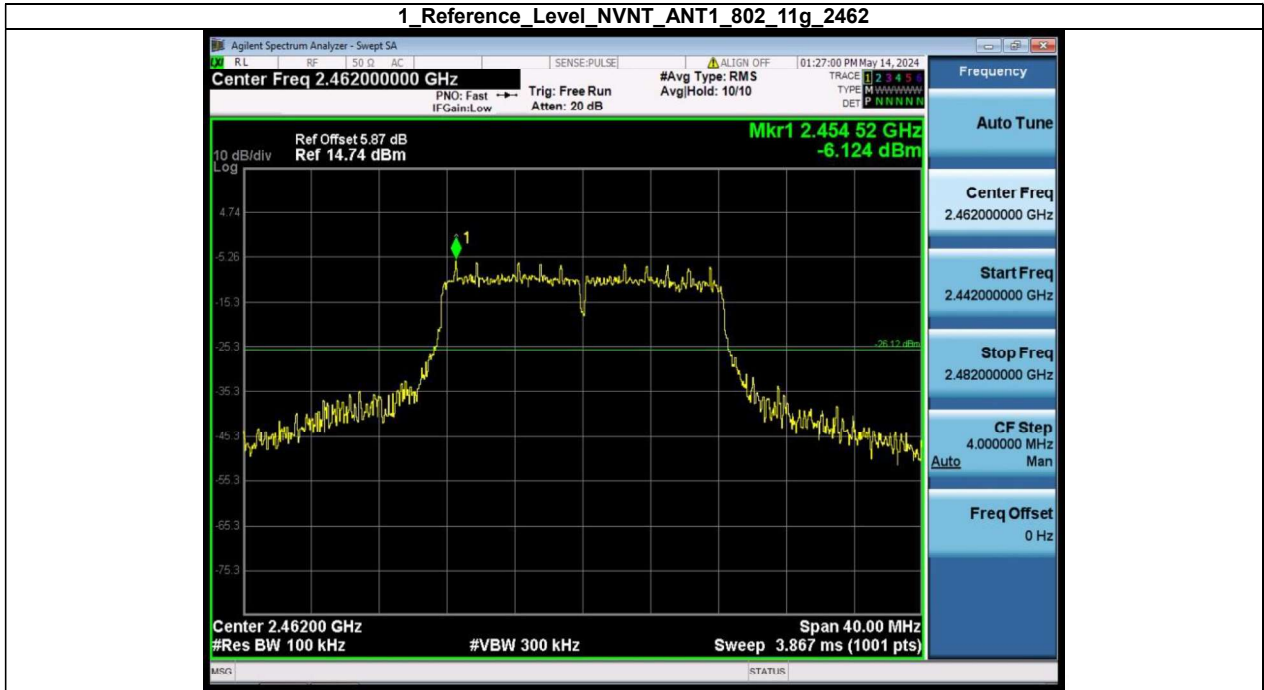 1_Reference_Level_NVNT_ANT1_802_11g_2462
Agilent Spectrum Analyzer - Swept SA
LXI RL RF 50 Ω AC SENSE:PULSE ALIGN OFF 01:27:00 PM May 14, 2024
Center Freq 2.462000000 GHz
PNO: Fast
IFGain:Low
Trig: Free Run
Atten: 20 dB
#Avg Type: RMS
Avg|Hold: 10/10
TRACE 1 2 3 4 5 6
TYPE M WWWWW
DET P N N N N N
Frequency
Mkr1 2.454 52 GHz
-6.124 dBm
Ref Offset 5.87 dB
10 dB/div Ref 14.74 dBm
Log
4.74
1
-5.26
-15.3
-25.3
-26.12 dBm
-35.3
-45.3
-55.3
-65.3
-75.3
Center 2.46200 GHz Span 40.00 MHz
#Res BW 100 kHz #VBW 300 kHz Sweep 3.867 ms (1001 pts)
MSG STATUS
Auto Tune
Center Freq
2.462000000 GHz
Start Freq
2.442000000 GHz
Stop Freq
2.482000000 GHz
CF Step
4.000000 MHz
Auto Man
Freq Offset
0 Hz